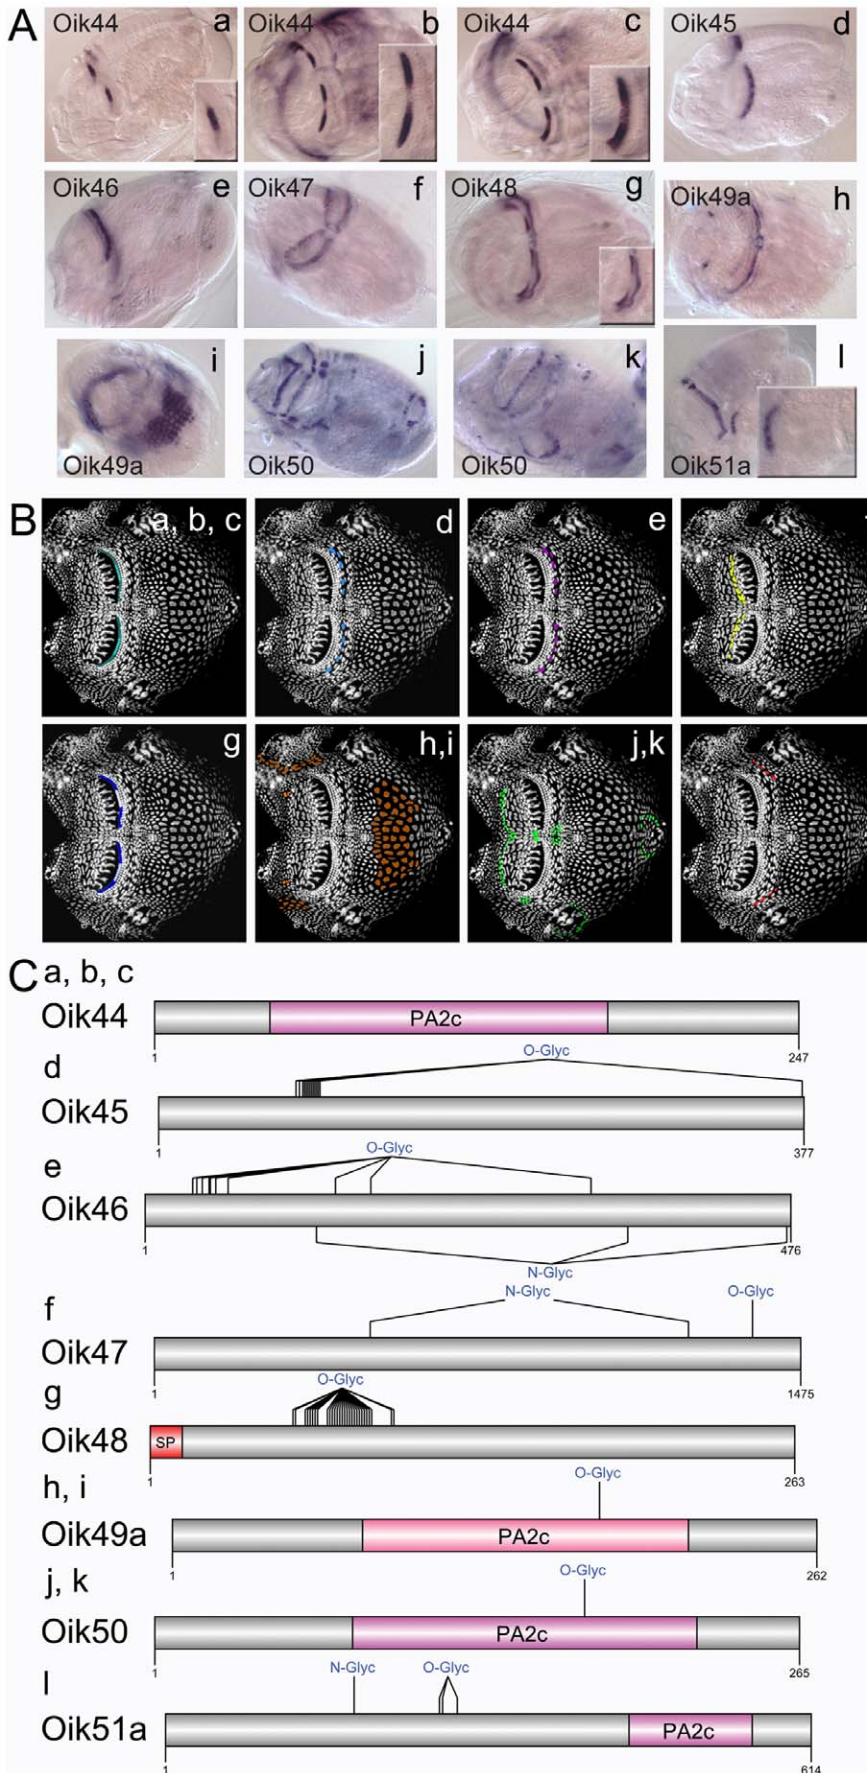 A
Oik44 a
Oik44 b
Oik44 c
Oik45 d
Oik46 e
Oik47 f
Oik48 g
Oik49a h
i
Oik49a
j
Oik50
k
Oik50
l
Oik51a
B
a, b, c
d
e
g
h,i
j,k
C
a, b, c
Oik44
PA2c
1 247
d
O-Glyc
Oik45
1 377
e
O-Glyc
Oik46
1 476
N-Glyc
f
N-Glyc O-Glyc
Oik47
1 1475
g
O-Glyc
Oik48
SP
1 263
h, i
O-Glyc
Oik49a
PA2c
1 262
j, k
O-Glyc
Oik50
PA2c
1 265
l
N-Glyc O-Glyc
Oik51a
PA2c
1 614